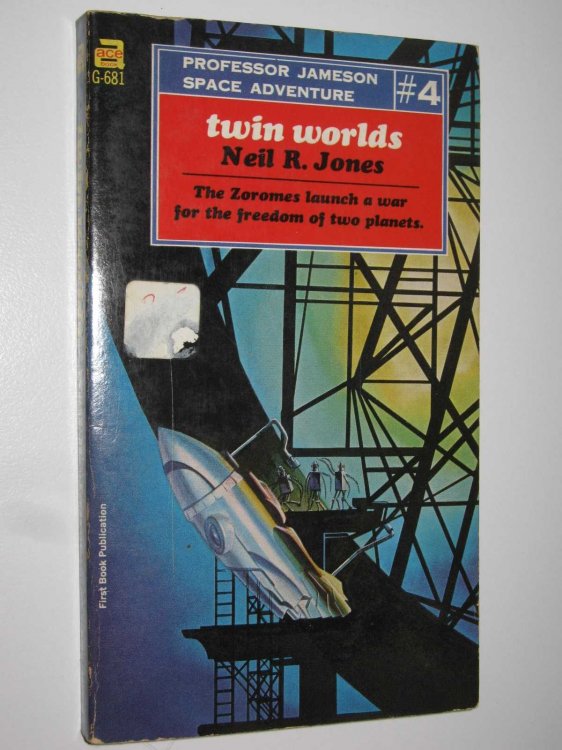 ace
book
G-681
PROFESSOR JAMESON
SPACE ADVENTURE
#4
twin worlds
Neil R. Jones
The Zoromes launch a war
for the freedom of two planets.
First Book Publication